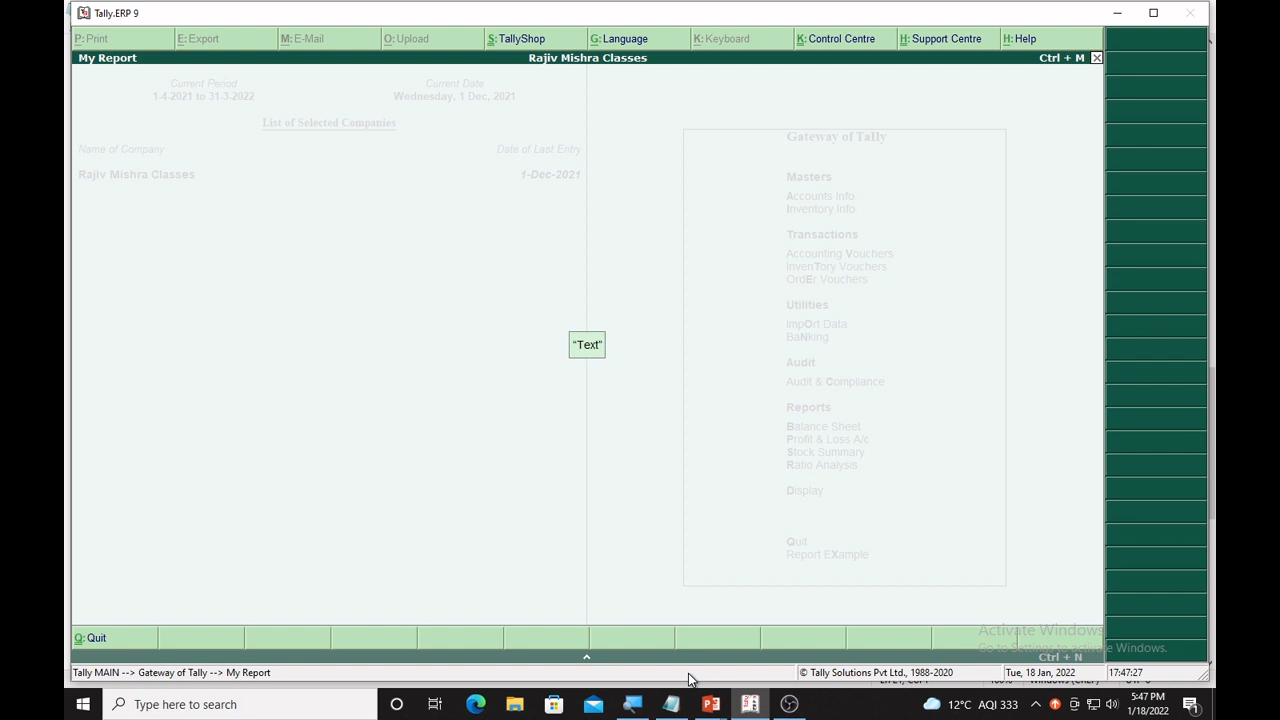 Tally.ERP 9
P: Print E: Export M: E-Mail O: Upload S: TallyShop G: Language K: Keyboard K: Control Centre H: Support Centre H: Help
My Report Rajiv Mishra Classes Ctrl + M
Current Period Current Date
1-4-2021 to 31-3-2022 Wednesday, 1 Dec, 2021
List of Selected Companies
Name of Company Date of Last Entry
Rajiv Mishra Classes 1-Dec-2021
Gateway of Tally
Masters
Accounts Info
Inventory Info
Transactions
Accounting Vouchers
InvenTory Vouchers
OrdEr Vouchers
Utilities
ImpOrt Data
BaNking
Audit
Audit & Compliance
Reports
Balance Sheet
Profit & Loss A/c
Stock Summary
Ratio Analysis
Display
Quit
Report EXample
“Text”
Q: Quit
Activate Windows
Go to Settings to activate Windows.
Ctrl + N
Tally MAIN --> Gateway of Tally --> My Report © Tally Solutions Pvt Ltd., 1988-2020 Tue, 18 Jan, 2022 17:47:27
Type here to search
12°C AQI 333
5:47 PM
1/18/2022